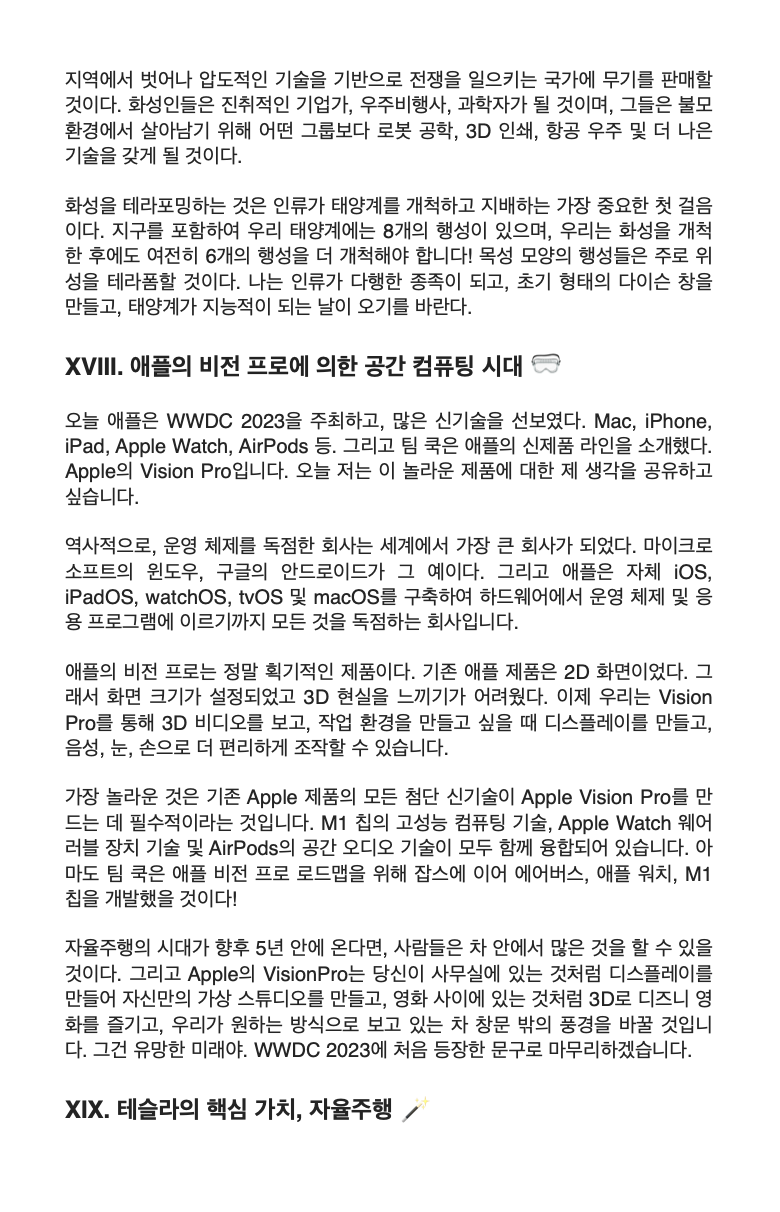 지역에서 벗어나 압도적인 기술을 기반으로 전쟁을 일으키는 국가에 무기를 판매할
것이다. 화성인들은 진취적인 기업가, 우주비행사, 과학자가 될 것이며, 그들은 불모
환경에서 살아남기 위해 어떤 그룹보다 로봇 공학, 3D 인쇄, 항공 우주 및 더 나은
기술을 갖게 될 것이다.
화성을 테라포밍하는 것은 인류가 태양계를 개척하고 지배하는 가장 중요한 첫 걸음
이다. 지구를 포함하여 우리 태양계에는 8개의 행성이 있으며, 우리는 화성을 개척
한 후에도 여전히 6개의 행성을 더 개척해야 합니다! 목성 모양의 행성들은 주로 위
성을 테라폼할 것이다. 나는 인류가 다행한 종족이 되고, 초기 형태의 다이슨 창을
만들고, 태양계가 지능적이 되는 날이 오기를 바란다.
XVIII. 애플의 비전 프로에 의한 공간 컴퓨팅 시대 🥽
오늘 애플은 WWDC 2023을 주최하고, 많은 신기술을 선보였다. Mac, iPhone,
iPad, Apple Watch, AirPods 등. 그리고 팀 쿡은 애플의 신제품 라인을 소개했다.
Apple의 Vision Pro입니다. 오늘 저는 이 놀라운 제품에 대한 제 생각을 공유하고
싶습니다.
역사적으로, 운영 체제를 독점한 회사는 세계에서 가장 큰 회사가 되었다. 마이크로
소프트의 윈도우, 구글의 안드로이드가 그 예이다. 그리고 애플은 자체 iOS,
iPadOS, watchOS, tvOS 및 macOS를 구축하여 하드웨어에서 운영 체제 및 응
용 프로그램에 이르기까지 모든 것을 독점하는 회사입니다.
애플의 비전 프로는 정말 획기적인 제품이다. 기존 애플 제품은 2D 화면이었다. 그
래서 화면 크기가 설정되었고 3D 현실을 느끼기가 어려웠다. 이제 우리는 Vision
Pro를 통해 3D 비디오를 보고, 작업 환경을 만들고 싶을 때 디스플레이를 만들고,
음성, 눈, 손으로 더 편리하게 조작할 수 있습니다.
가장 놀라운 것은 기존 Apple 제품의 모든 첨단 신기술이 Apple Vision Pro를 만
드는 데 필수적이라는 것입니다. M1 칩의 고성능 컴퓨팅 기술, Apple Watch 웨어
러블 장치 기술 및 AirPods의 공간 오디오 기술이 모두 함께 융합되어 있습니다. 아
마도 팀 쿡은 애플 비전 프로 로드맵을 위해 잡스에 이어 에어버스, 애플 워치, M1
칩을 개발했을 것이다!
자율주행의 시대가 향후 5년 안에 온다면, 사람들은 차 안에서 많은 것을 할 수 있을
것이다. 그리고 Apple의 VisionPro는 당신이 사무실에 있는 것처럼 디스플레이를
만들어 자신만의 가상 스튜디오를 만들고, 영화 사이에 있는 것처럼 3D로 디즈니 영
화를 즐기고, 우리가 원하는 방식으로 보고 있는 차 창문 밖의 풍경을 바꿀 것입니
다. 그건 유망한 미래야. WWDC 2023에 처음 등장한 문구로 마무리하겠습니다.
XIX. 테슬라의 핵심 가치, 자율주행 🪄